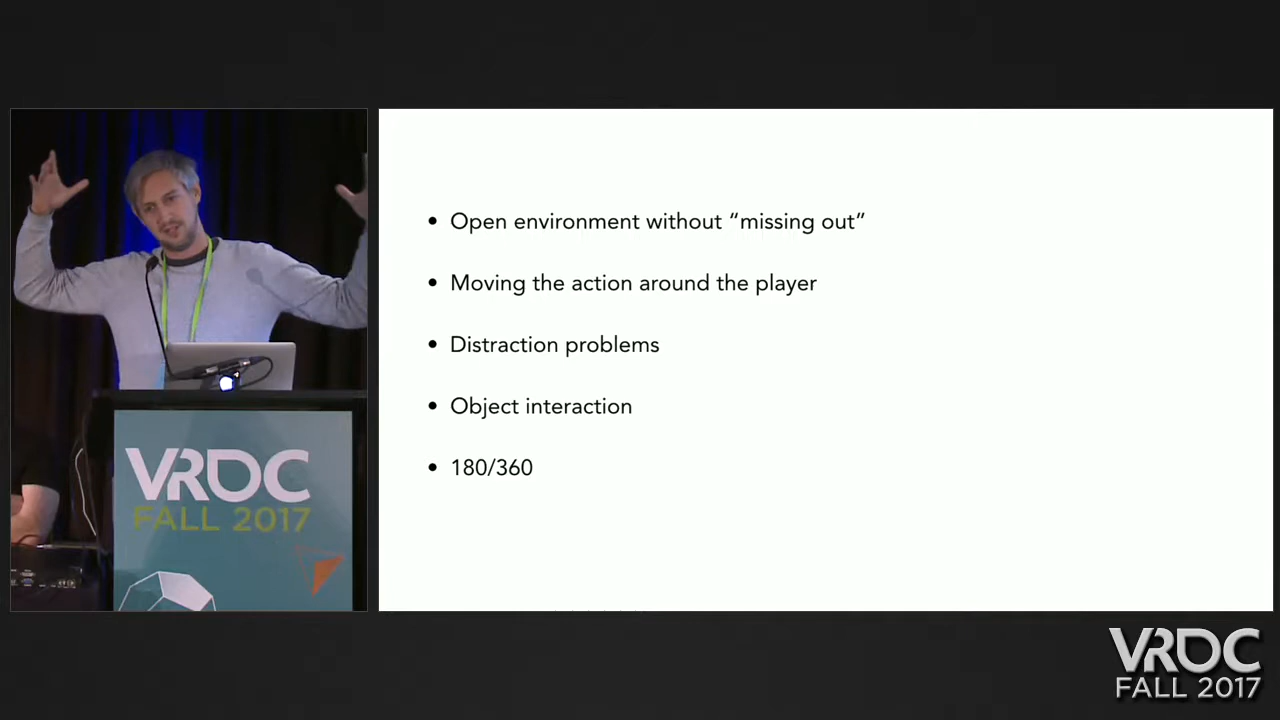 • Open environment without “missing out”
• Moving the action around the player
• Distraction problems
• Object interaction
• 180/360
VRDC
FALL 2017
VRDC
FALL 2017